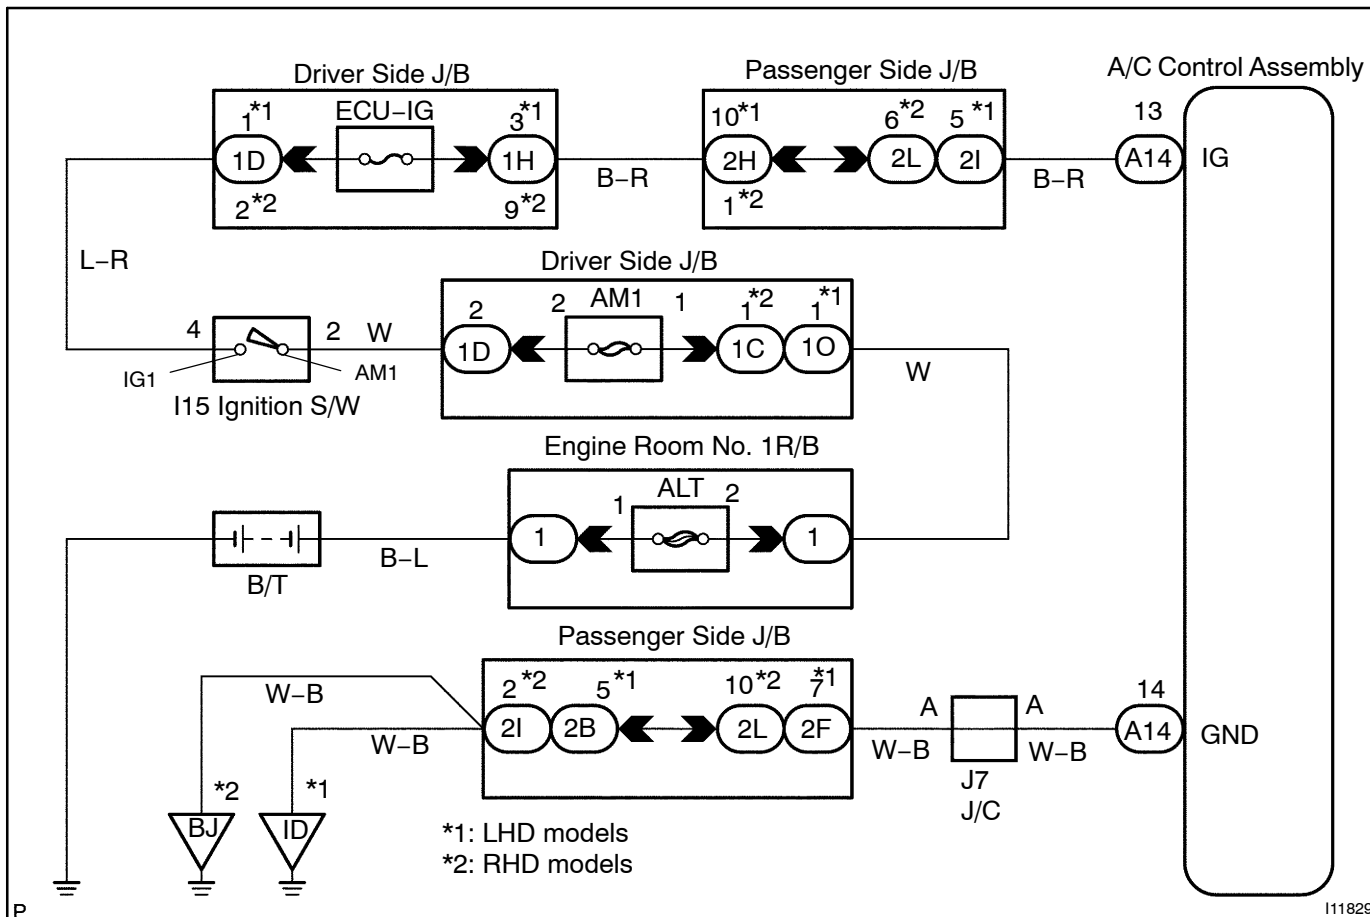 Driver Side J/B
Passenger Side J/B
A/C Control Assembly
1*1 ECU–IG 3*1
10*1 6*2 5*1
13
1D 1H
2H 2L 2I
A14 IG
2*2 9*2
B–R
1*2
B–R
L–R
Driver Side J/B
4 2 W
2 2 AM1 1 1*2 1*1
1D 1C 1O
W
IG1 AM1
I15 Ignition S/W
Engine Room No. 1R/B
1 ALT 2
1 1
B–L
B/T
Passenger Side J/B
W–B
2*2 5*1 10*2 7*1
A A
14
2I 2B 2L 2F
A14 GND
W–B
W–B W–B
J7
J/C
*2 *1
BJ ID
*1: LHD models
*2: RHD models
P
I11829